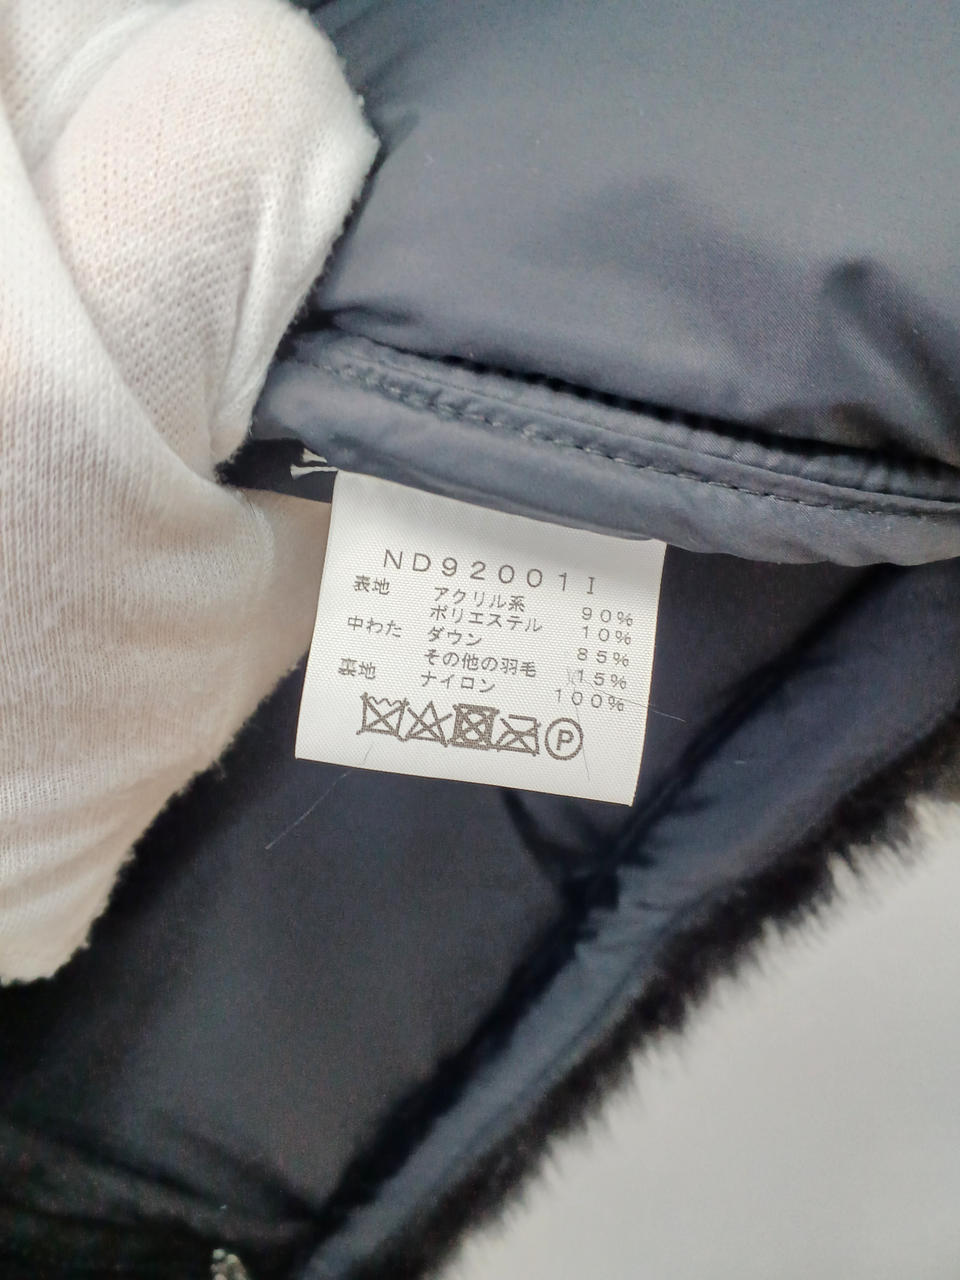 ND92001I
表地 アクリル系 90%
ポリエステル 10%
中わた ダウン 85%
その他の羽毛 15%
裏地 ナイロン 100%
P